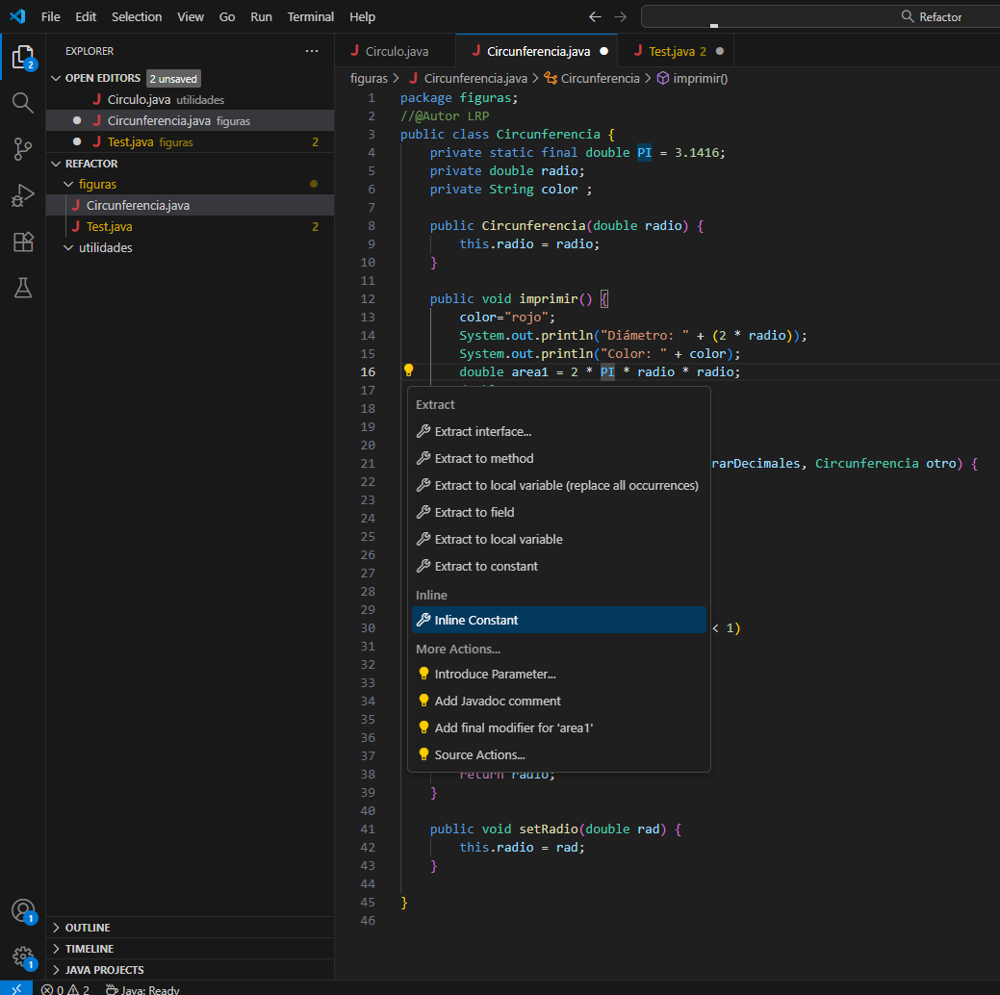 File Edit Selection View Go Run Terminal Help
Refactor
EXPLORER
OPEN EDITORS 2 unsaved
Circulo.java utilidades
Circunferencia.java figuras
Test.java figuras 2
REFACTOR
figuras
Circunferencia.java
Test.java 2
utilidades
OUTLINE
TIMELINE
JAVA PROJECTS
2
1
1
0 2 Java: Ready
Circulo.java Circunferencia.java Test.java 2
figuras > Circunferencia.java > Circunferencia > imprimir()
1 package figuras;
2 //@Autor LRP
3 public class Circunferencia {
4 private static final double PI = 3.1416;
5 private double radio;
6 private String color ;
7
8 public Circunferencia(double radio) {
9 this.radio = radio;
10 }
11
12 public void imprimir() {
13 color="rojo";
14 System.out.println("Diámetro: " + (2 * radio));
15 System.out.println("Color: " + color);
16 double area1 = 2 * PI * radio * radio;
17
18
19
20
21 rarDecimales, Circunferencia otro) {
22
23
24
25
26
27
28
29
30 < 1)
31
32
33
34
35
36
37
38 return radio;
39 }
40
41 public void setRadio(double rad) {
42 this.radio = rad;
43 }
44
45 }
46
Extract
Extract interface...
Extract to method
Extract to local variable (replace all occurrences)
Extract to field
Extract to local variable
Extract to constant
Inline
Inline Constant
More Actions...
Introduce Parameter...
Add Javadoc comment
Add final modifier for 'area1'
Source Actions...